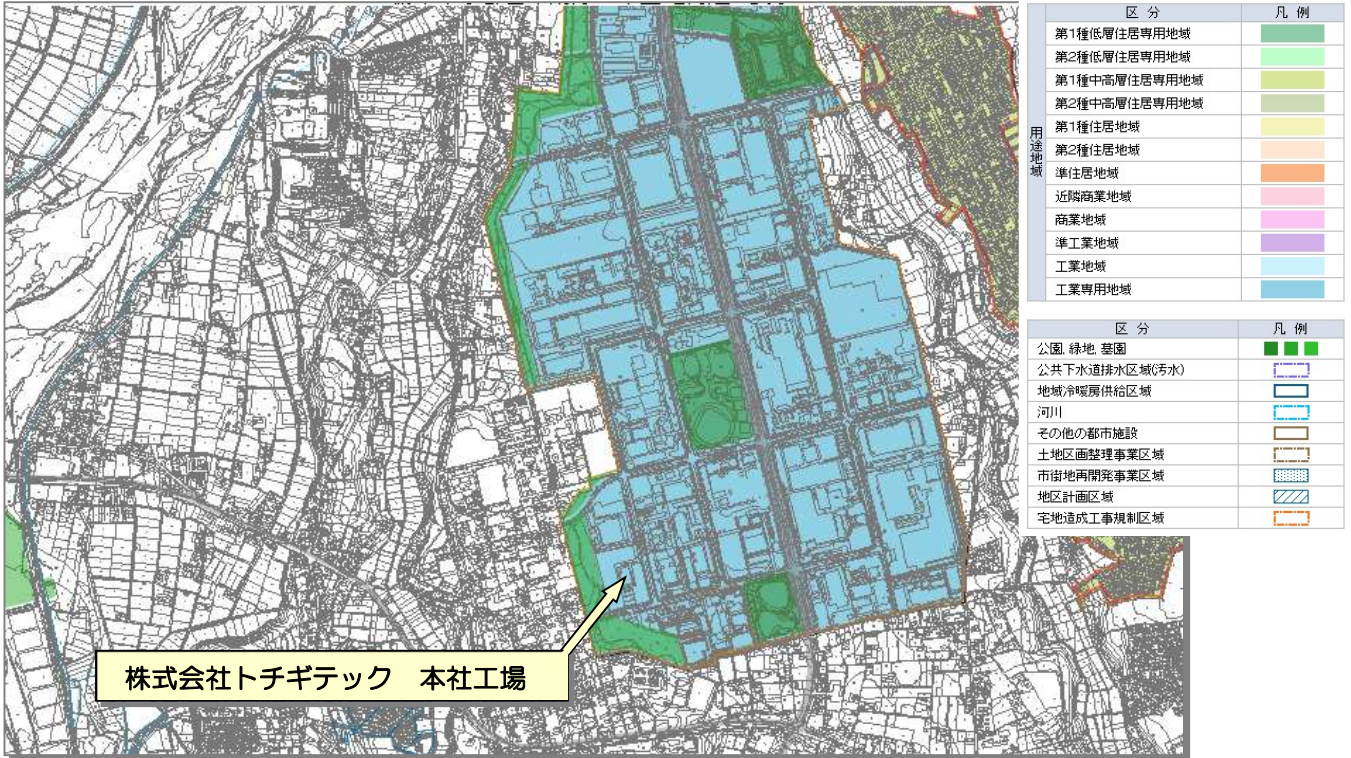 区分 凡例
用途地域
第1種低層住居専用地域
第2種低層住居専用地域
第1種中高層住居専用地域
第2種中高層住居専用地域
第1種住居地域
第2種住居地域
準住居地域
近隣商業地域
商業地域
準工業地域
工業地域
工業専用地域
区分 凡例
公園, 緑地, 墓園
公共下水道排水区域(汚水)
地域冷暖房供給区域
河川
その他の都市施設
土地区画整理事業区域
市街地再開発事業区域
地区計画区域
宅地造成工事規制区域
株式会社トチギテック 本社工場